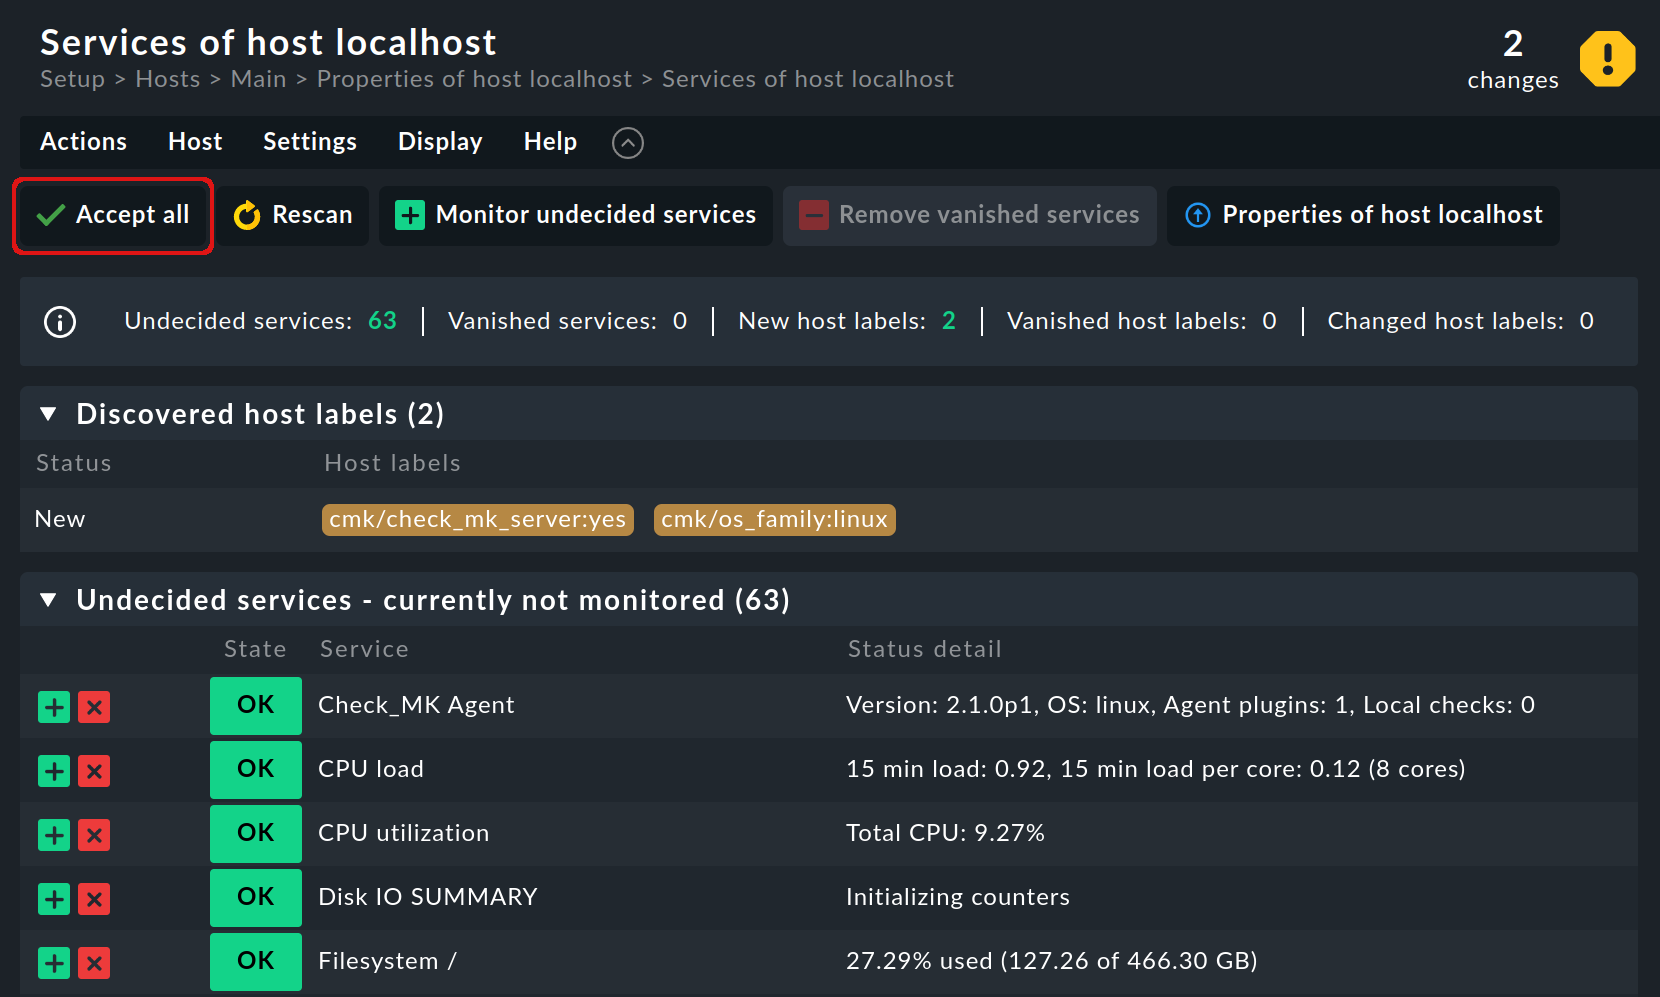 Services of host localhost
2
Setup > Hosts > Main > Properties of host localhost > Services of host localhost
changes
Actions Host Settings Display Help
Accept all Rescan Monitor undecided services Remove vanished services Properties of host localhost
Undecided services: 63 | Vanished services: 0 | New host labels: 2 | Vanished host labels: 0 | Changed host labels: 0
Discovered host labels (2)
Status Host labels
New cmk/check_mk_server:yes cmk/os_family:linux
Undecided services - currently not monitored (63)
State Service Status detail
OK Check_MK Agent Version: 2.1.0p1, OS: linux, Agent plugins: 1, Local checks: 0
OK CPU load 15 min load: 0.92, 15 min load per core: 0.12 (8 cores)
OK CPU utilization Total CPU: 9.27%
OK Disk IO SUMMARY Initializing counters
OK Filesystem / 27.29% used (127.26 of 466.30 GB)